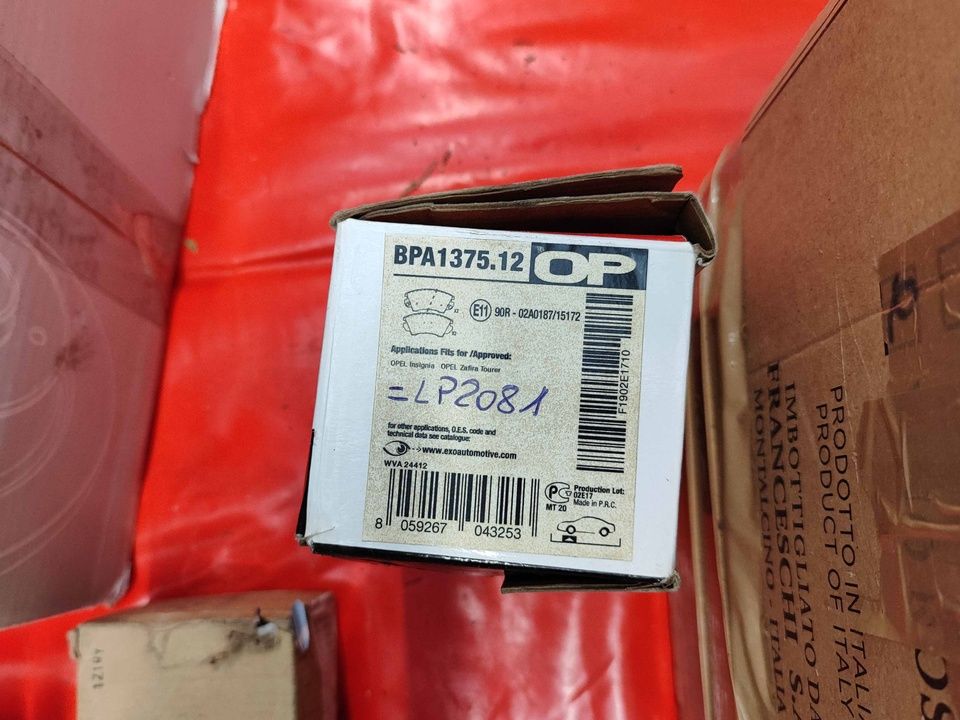 BPA1375.12 OP
E11 90R - 02A0187/15172
Applications Fits for /Approved:
OPEL Insignia OPEL Zafira Tourer
=LP2081
for other applications, O.E.S. code and
technical data see catalogue:
www.exoautomotive.com
WVA 24412
8 059267 043253
F1902E1710
Production Lot:
02E17
Made in P.R.C.
MT 20
PRODOTTO IN ITALI
PRODUCT OF ITALY
IMBOTTIGLIATO DA
FRANCESCHI S
MONTALCINO - ITALIA